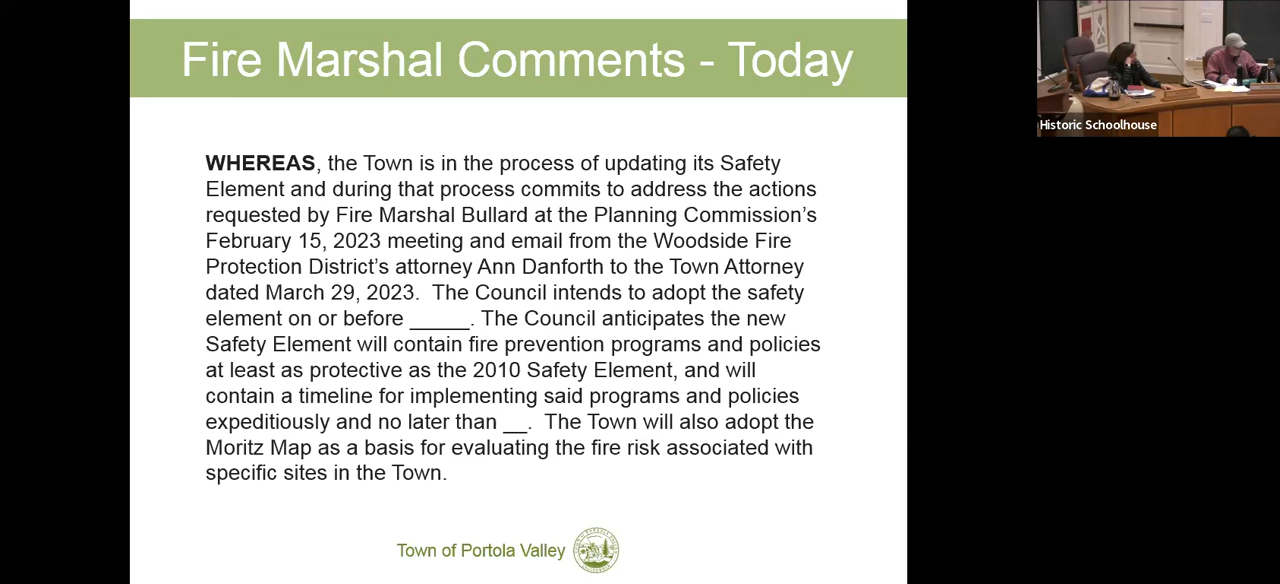 Fire Marshal Comments - Today
WHEREAS, the Town is in the process of updating its Safety
Element and during that process commits to address the actions
requested by Fire Marshal Bullard at the Planning Commission's
February 15, 2023 meeting and email from the Woodside Fire
Protection District's attorney Ann Danforth to the Town Attorney
dated March 29, 2023.  The Council intends to adopt the safety
element on or before _____. The Council anticipates the new
Safety Element will contain fire prevention programs and policies
at least as protective as the 2010 Safety Element, and will
contain a timeline for implementing said programs and policies
expeditiously and no later than __.  The Town will also adopt the
Moritz Map as a basis for evaluating the fire risk associated with
specific sites in the Town.
Town of Portola Valley
Historic Schoolhouse